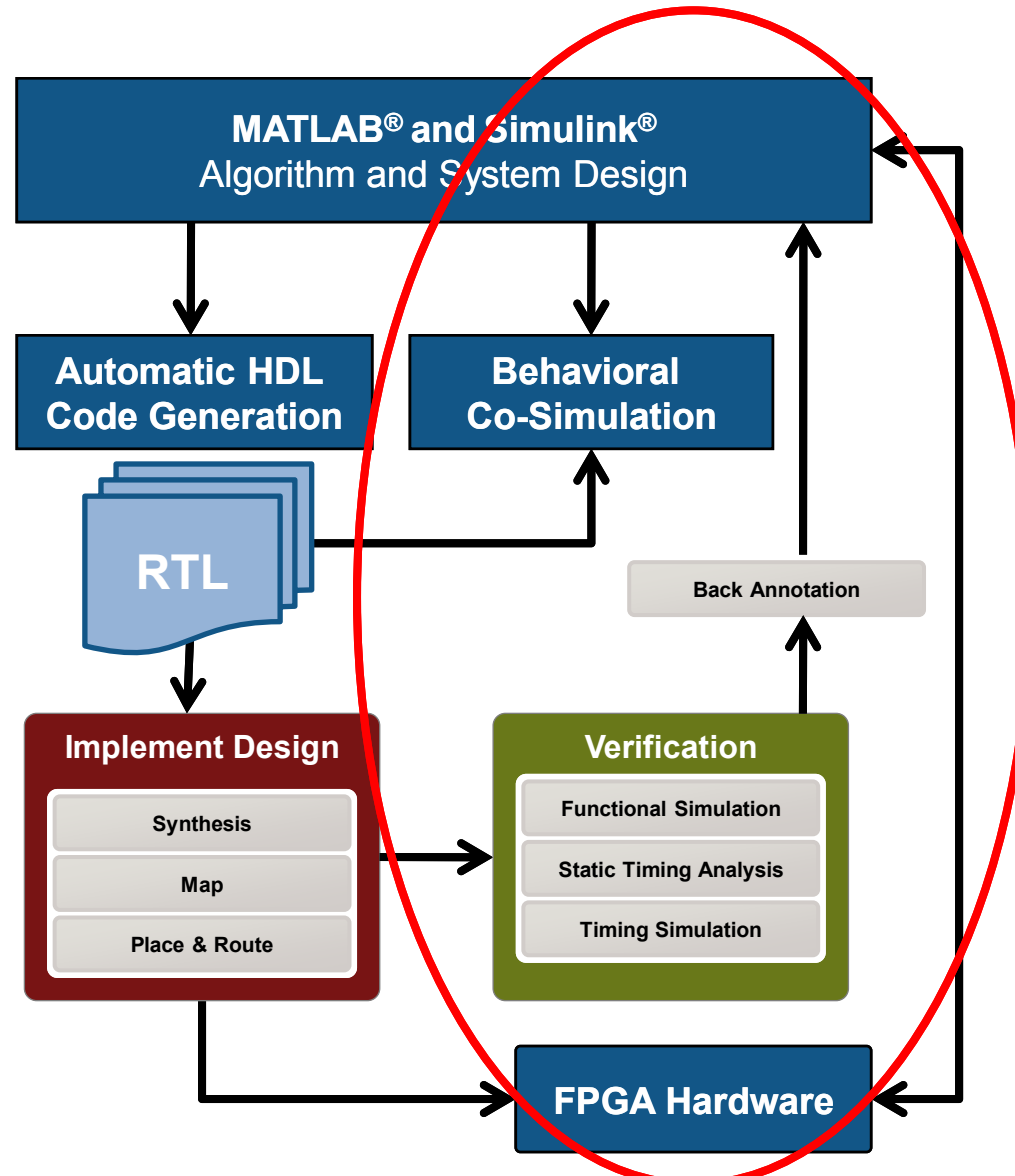 MATLAB® and Simulink®
Algorithm and System Design
Automatic HDL
Code Generation
Behavioral
Co-Simulation
RTL
Back Annotation
Implement Design
Synthesis
Map
Place & Route
Verification
Functional Simulation
Static Timing Analysis
Timing Simulation
FPGA Hardware